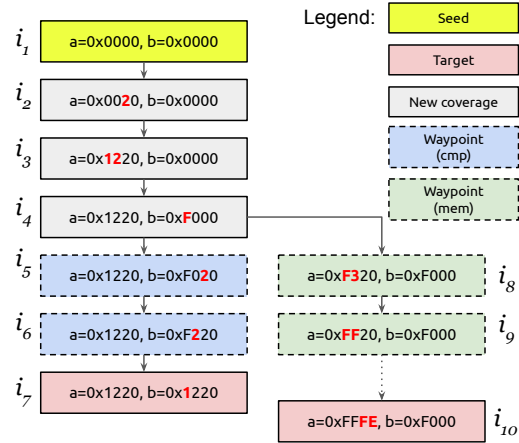 Legend:
Seed
Target
New coverage
Waypoint
(cmp)
Waypoint
(mem)
i1
a=0x0000, b=0x0000
i2
a=0x0020, b=0x0000
i3
a=0x1220, b=0x0000
i4
a=0x1220, b=0xF000
i5
a=0x1220, b=0xF020
i6
a=0x1220, b=0xF220
i7
a=0x1220, b=0x1220
a=0xF320, b=0xF000
i8
a=0xFF20, b=0xF000
i9
a=0xFFFE, b=0xF000
i10